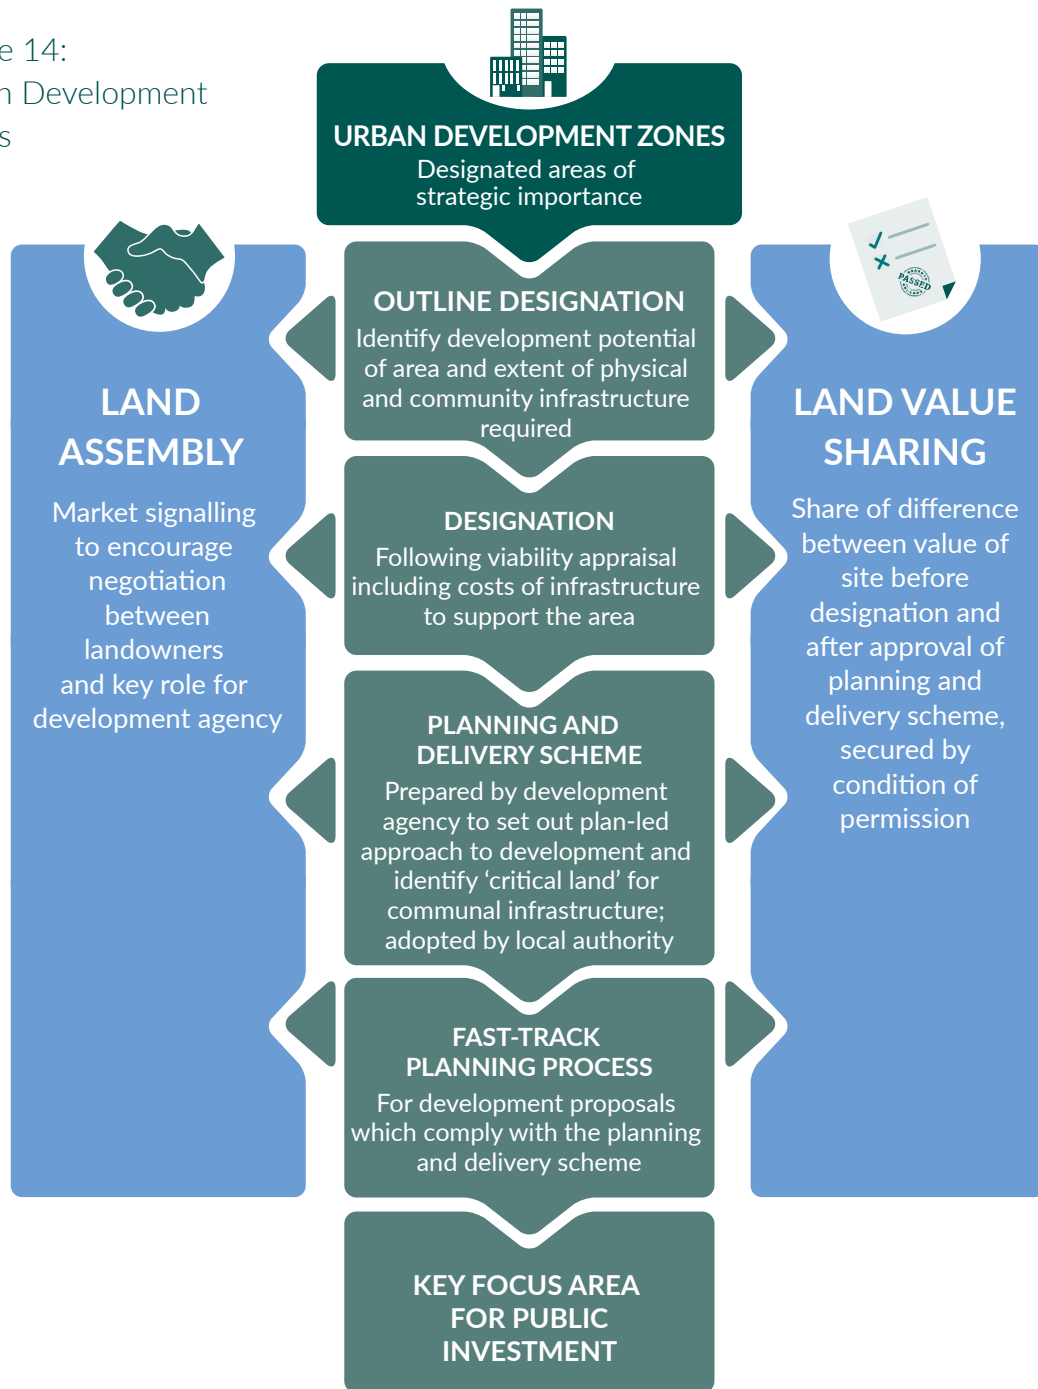 e 14:
n Development
s
URBAN DEVELOPMENT ZONES
Designated areas of
strategic importance
OUTLINE DESIGNATION
Identify development potential
of area and extent of physical
and community infrastructure
required
DESIGNATION
Following viability appraisal
including costs of infrastructure
to support the area
PLANNING AND
DELIVERY SCHEME
Prepared by development
agency to set out plan-led
approach to development and
identify ‘critical land’ for
communal infrastructure;
adopted by local authority
FAST-TRACK
PLANNING PROCESS
For development proposals
which comply with the planning
and delivery scheme
KEY FOCUS AREA
FOR PUBLIC
INVESTMENT
LAND
ASSEMBLY
Market signalling
to encourage
negotiation
between
landowners
and key role for
development agency
PASSED
LAND VALUE
SHARING
Share of difference
between value of
site before
designation and
after approval of
planning and
delivery scheme,
secured by
condition of
permission